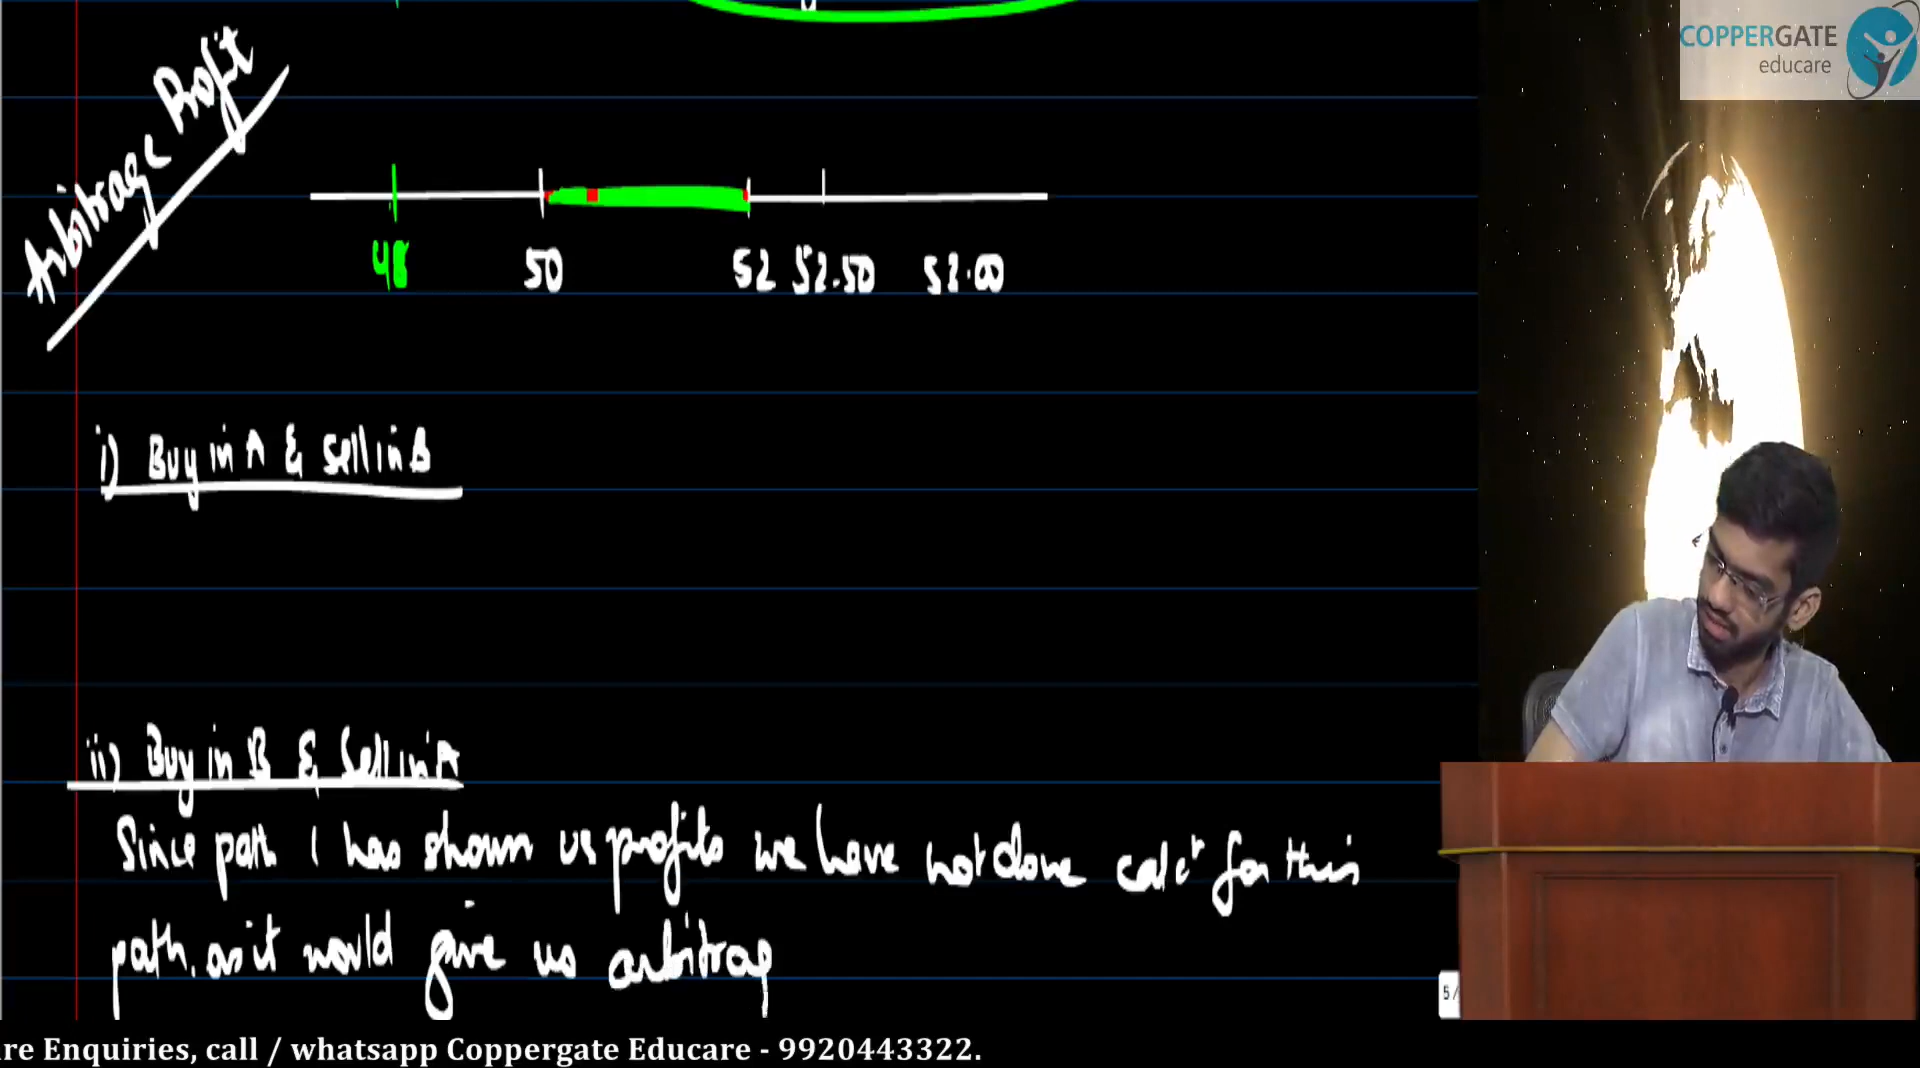 COPPERGATE
educare
Arbitrage Profit
48 50 52 52.50 53.00
i) Buy in A & Sell in B
ii) Buy in B & Sell in A
Since path 1 has shown us profits we have not done calcⁿ for this
path. as it would give us arbitrag
5/
re Enquiries, call / whatsapp Coppergate Educare - 9920443322.